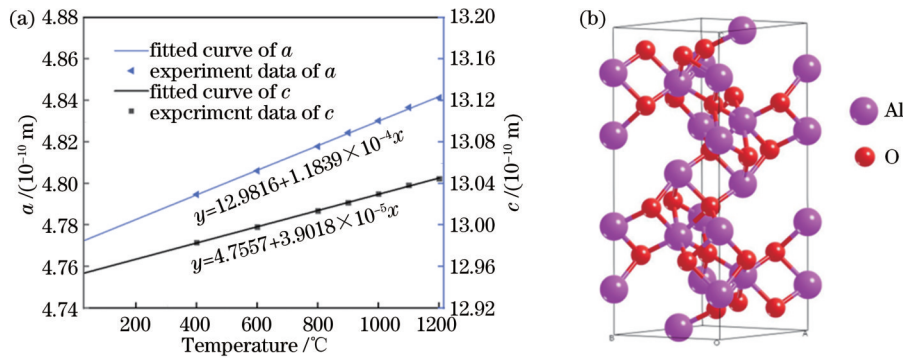 (a)
4.88
4.86
4.84
4.82
4.80
4.78
4.76
4.74
a /(10⁻¹⁰ m)
fitted curve of a
experiment data of a
fitted curve of c
expcrimcnt data of c
y=12.9816+1.1839×10⁻⁴x
y=4.7557+3.9018×10⁻⁵x
200 400 600 800 1000 1200
Temperature /℃
13.20
13.16
13.12
13.08
13.04
13.00
12.96
12.92
c /(10⁻¹⁰ m)
(b)
B O A
Al
O